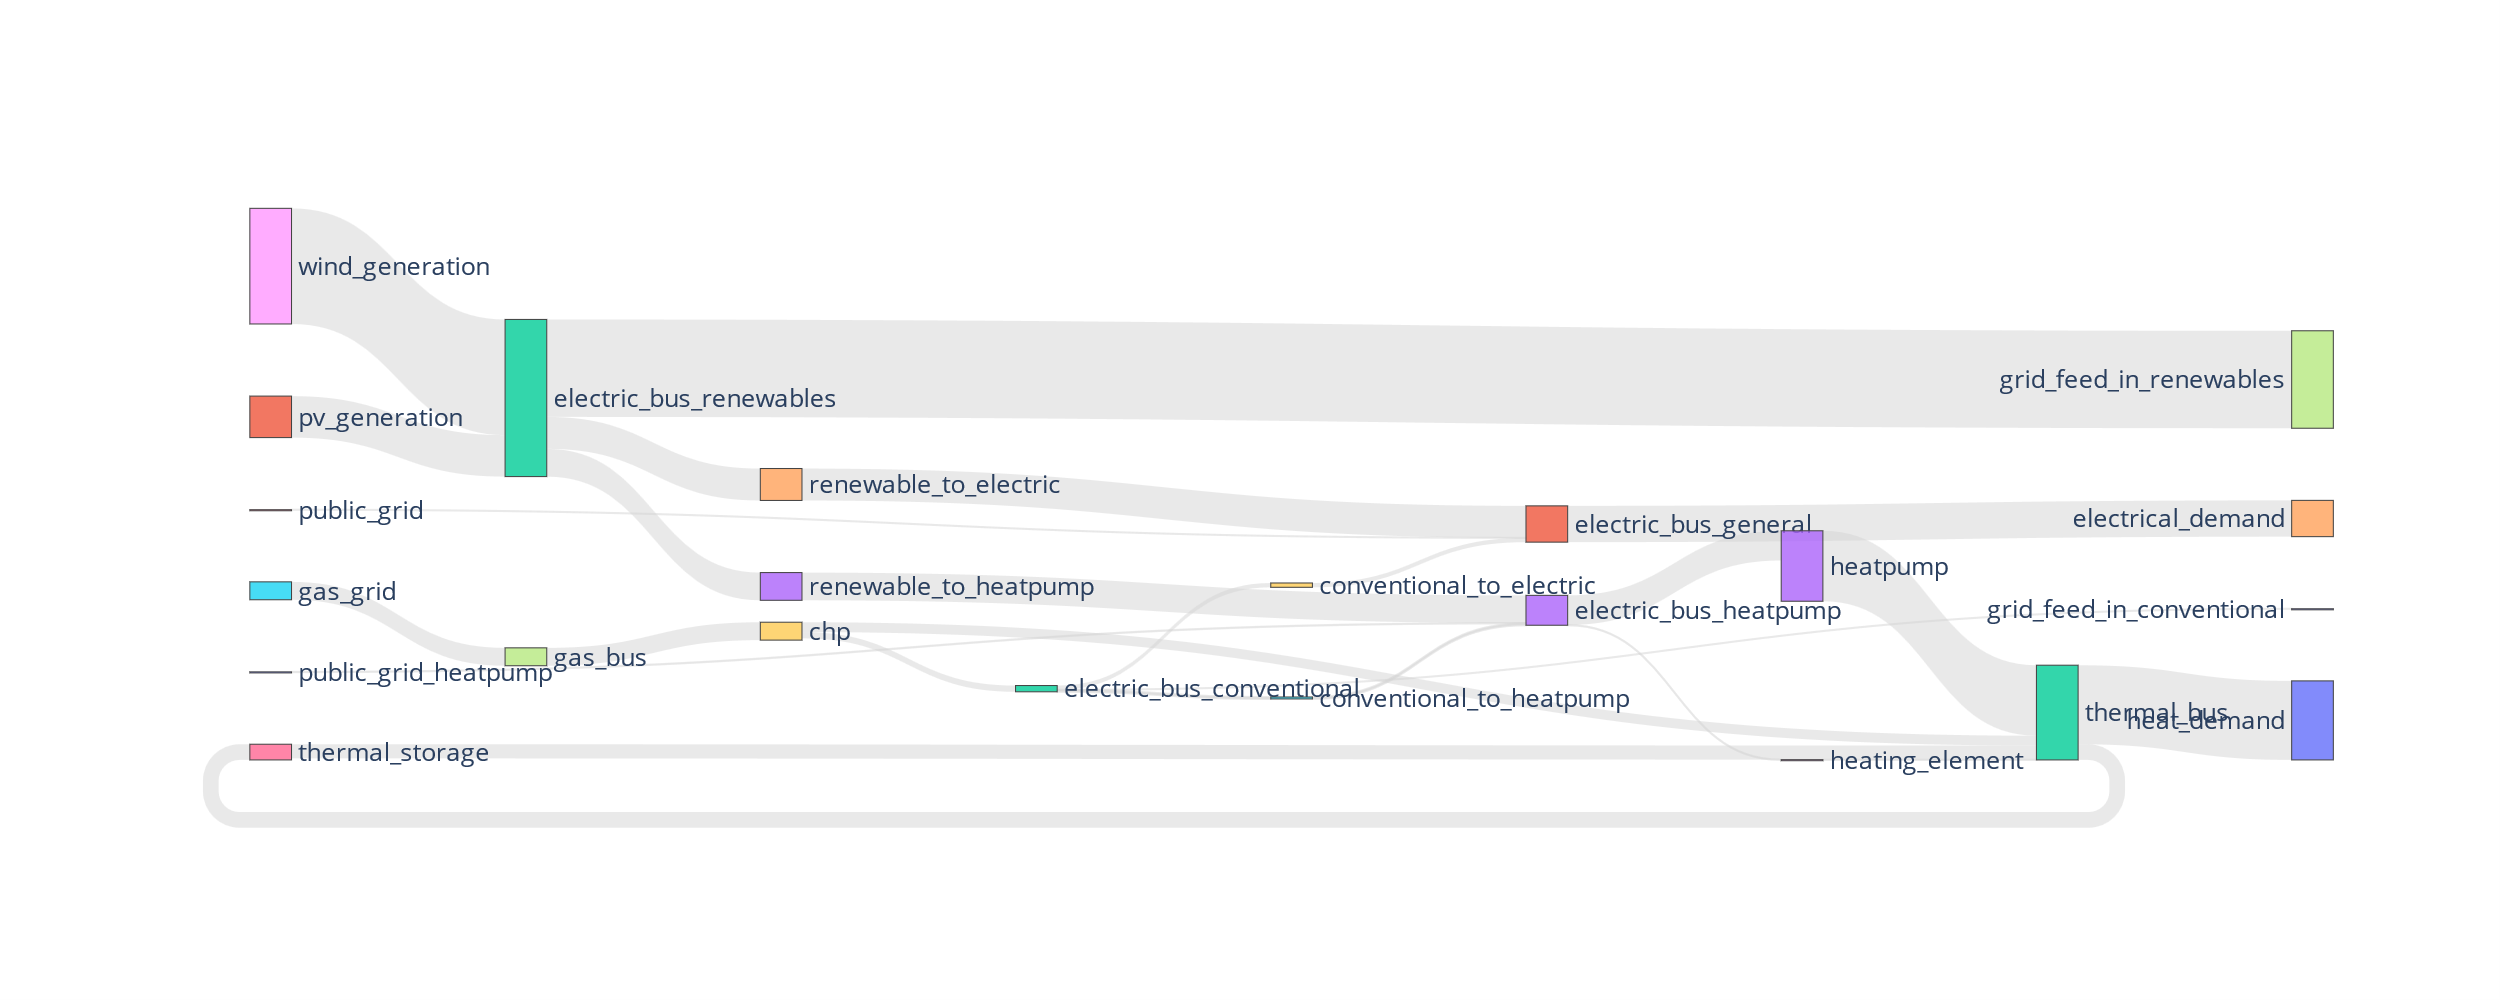 wind_generation
grid_feed_in_renewables
electric_bus_renewables
pv_generation
renewable_to_electric
public_grid
electric_bus_general
electrical_demand
heatpump
renewable_to_heatpump
conventional_to_electric
gas_grid
electric_bus_heatpump
grid_feed_in_conventional
chp
gas_bus
public_grid_heatpump
electric_bus_conventional
conventional_to_heatpump
thermal_bus
heat_demand
thermal_storage
heating_element